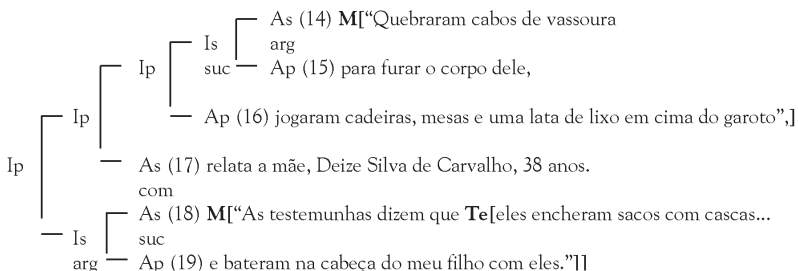 As (14) M[“Quebraram cabos de vassoura
Is arg
Ip suc Ap (15) para furar o corpo dele,
Ip Ap (16) jogaram cadeiras, mesas e uma lata de lixo em cima do garoto”,]
Ip As (17) relata a mãe, Deize Silva de Carvalho, 38 anos.
com
As (18) M[“As testemunhas dizem que Te[eles encheram sacos com cascas...
Is suc
arg Ap (19) e bateram na cabeça do meu filho com eles.”]]